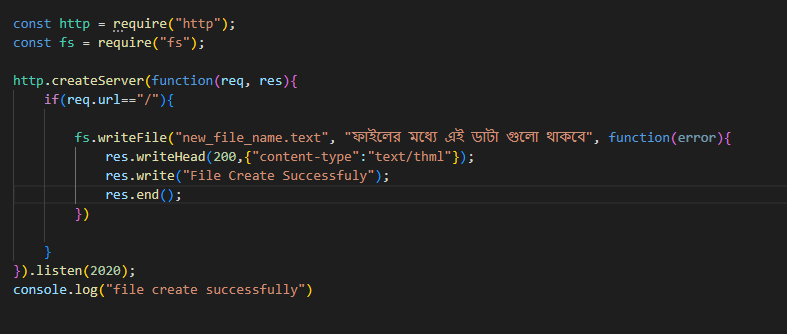 const http = require("http");
const fs = require("fs");
http.createServer(function(req, res){
if(req.url=="/"){
fs.writeFile("new_file_name.text", "ফাইলের মধ্যে এই ডাটা গুলো থাকবে", function(error){
res.writeHead(200,{"content-type":"text/thml"});
res.write("File Create Successfuly");
res.end();
})
}
}).listen(2020);
console.log("file create successfully")